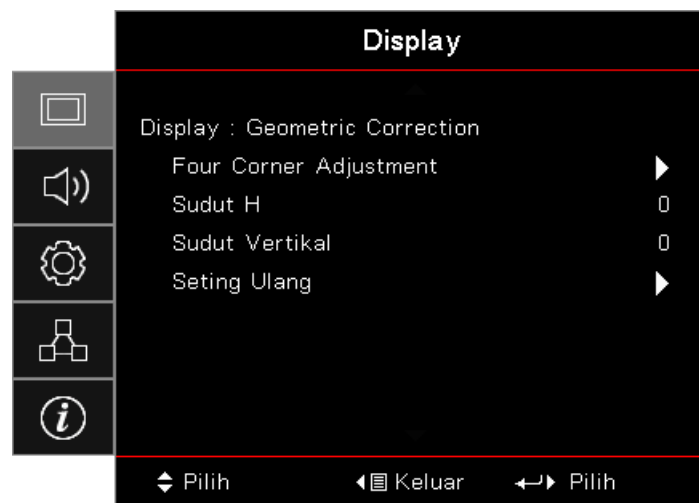 Display
Display : Geometric Correction
Four Corner Adjustment
Sudut H 0
Sudut Vertikal 0
Seting Ulang
Pilih Keluar Pilih